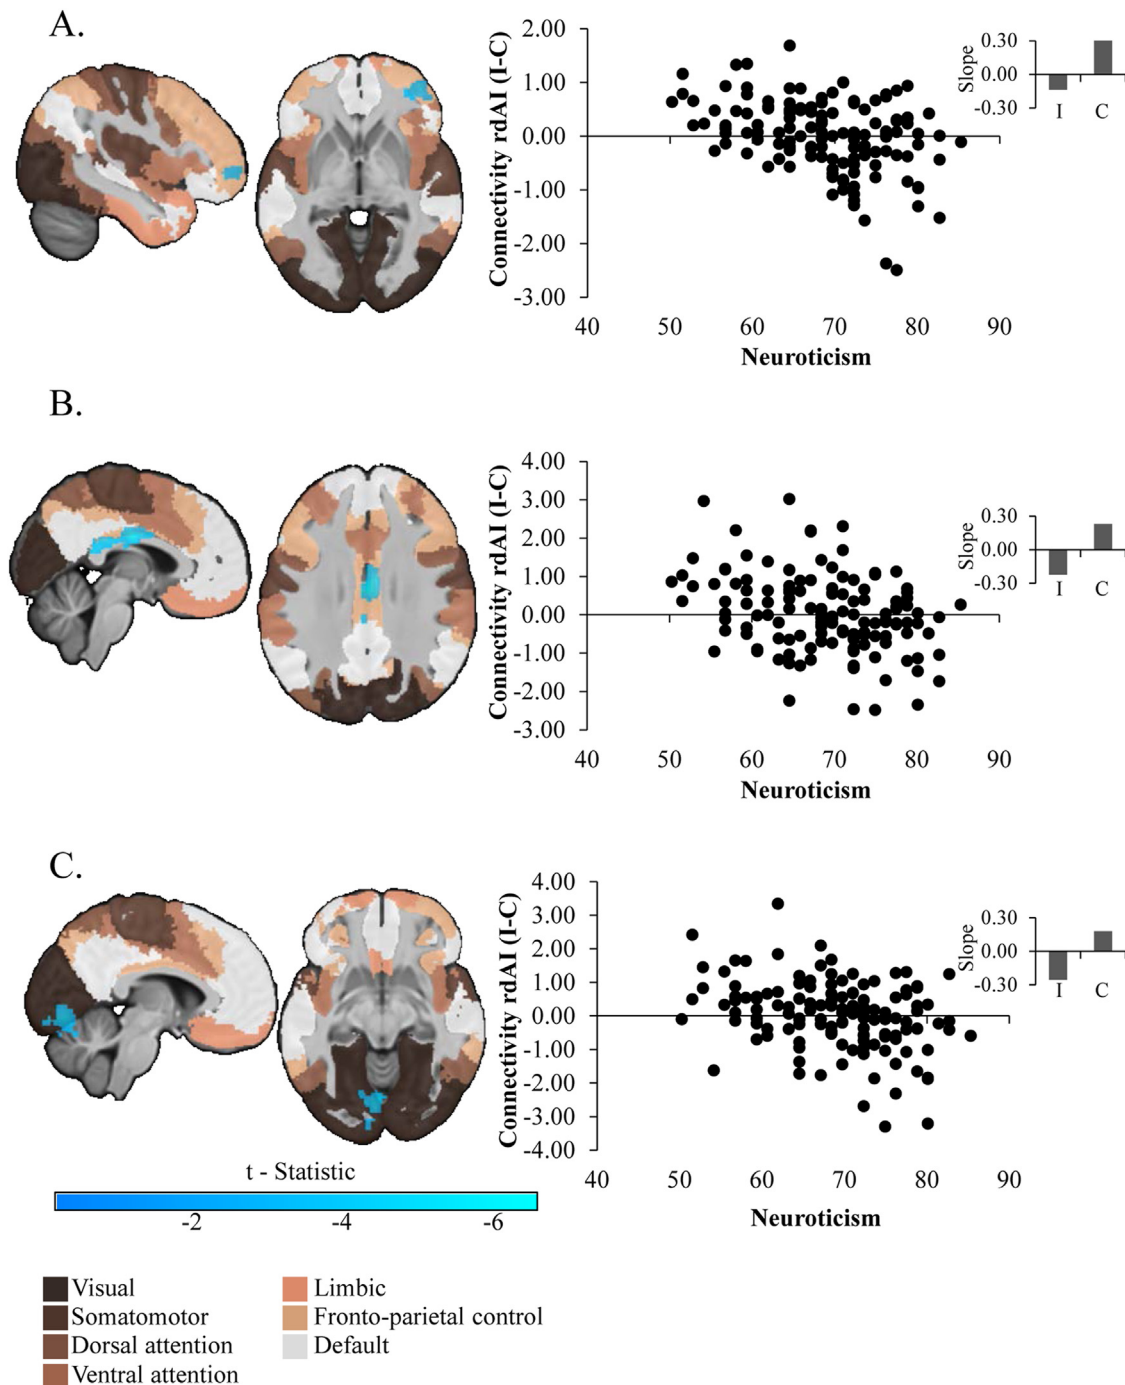 A.
Connectivity rdAI (I-C)
2.00
1.00
0.00
-1.00
-2.00
-3.00
40 50 60 70 80 90
Neuroticism
Slope
0.30
0.00
-0.30
I C
B.
Connectivity rdAI (I-C)
4.00
3.00
2.00
1.00
0.00
-1.00
-2.00
-3.00
40 50 60 70 80 90
Neuroticism
Slope
0.30
0.00
-0.30
I C
C.
Connectivity rdAI (I-C)
4.00
3.00
2.00
1.00
0.00
-1.00
-2.00
-3.00
-4.00
40 50 60 70 80 90
Neuroticism
Slope
0.30
0.00
-0.30
I C
t - Statistic
-2 -4 -6
Visual
Somatomotor
Dorsal attention
Ventral attention
Limbic
Fronto-parietal control
Default